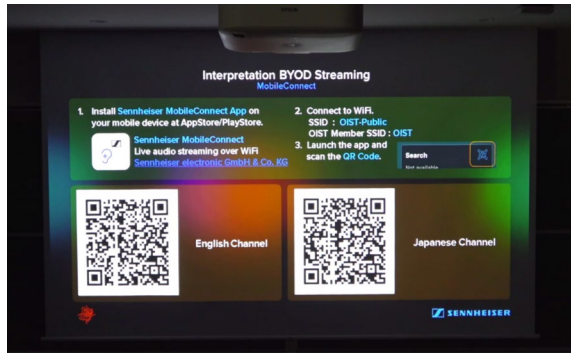 Interpretation BYOD Streaming
MobileConnect
1. Install Sennheiser MobileConnect App on
your mobile device at AppStore/PlayStore.
Sennheiser MobileConnect
Live audio streaming over WiFi
Sennheiser electronic GmbH & Co. KG
2. Connect to WiFi.
SSID : OIST-Public
OIST Member SSID : OIST
3. Launch the app and
scan the QR Code.
Search
Not available
English Channel
Japanese Channel
SENNHEISER